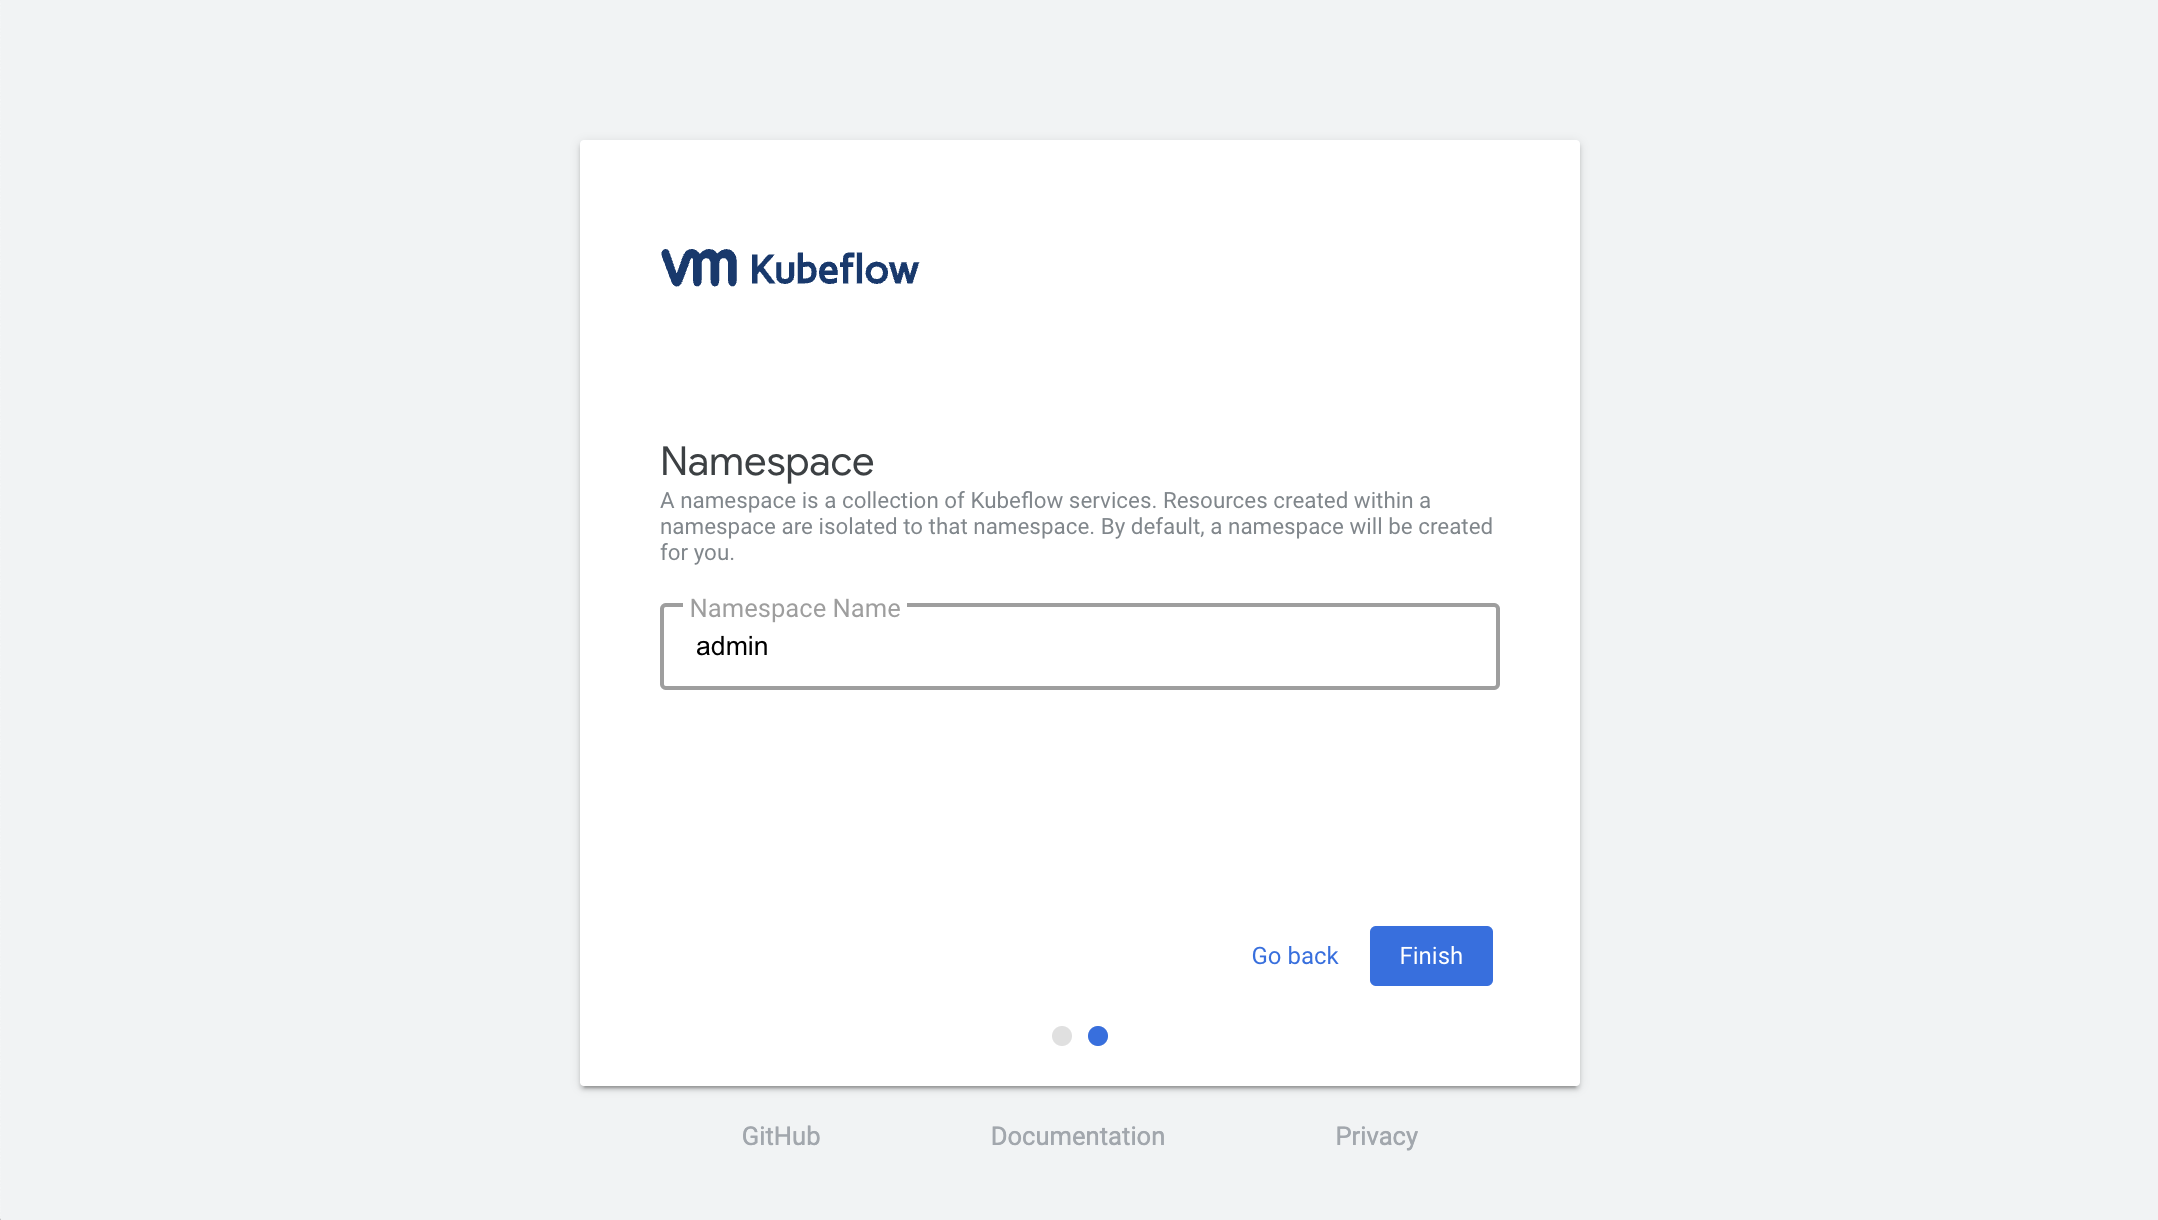 vm Kubeflow
Namespace
A namespace is a collection of Kubeflow services. Resources created within a
namespace are isolated to that namespace. By default, a namespace will be created
for you.
Namespace Name
admin
Go back
Finish
GitHub
Documentation
Privacy